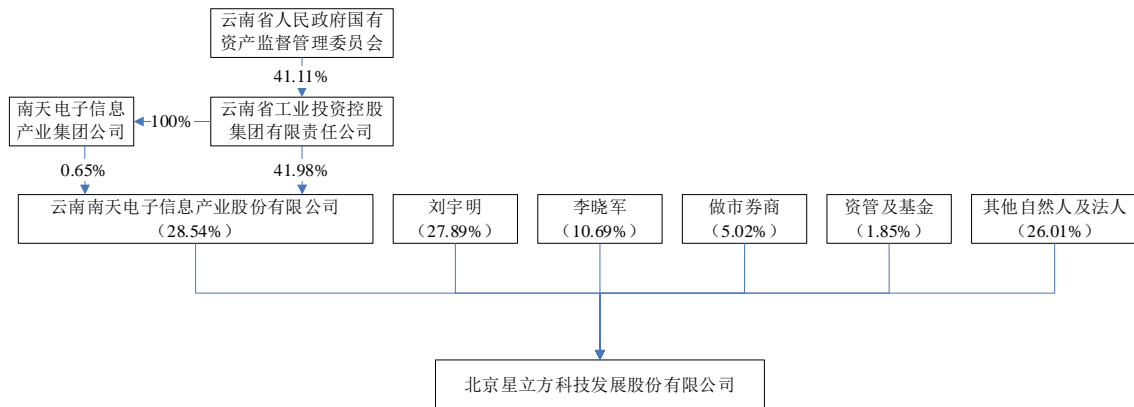 云南省人民政府国有
资产监督管理委员会
41.11%
南天电子信息
产业集团公司
100%
云南省工业投资控股
集团有限责任公司
0.65%
41.98%
云南南天电子信息产业股份有限公司
（28.54%）
刘宇明
（27.89%）
李晓军
（10.69%）
做市券商
（5.02%）
资管及基金
（1.85%）
其他自然人及法人
（26.01%）
北京星立方科技发展股份有限公司